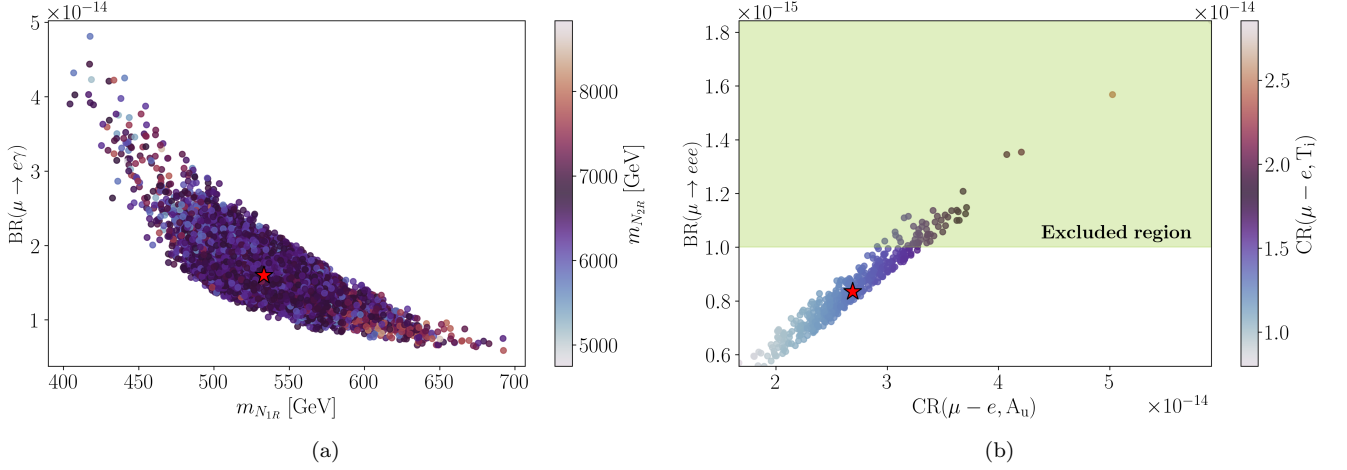 ×10⁻¹⁴
5
4
3
2
1
BR(μ → eγ)
400 450 500 550 600 650 700
m_{N_{1R}} [GeV]
8000
7000
6000
5000
m_{N_{2R}} [GeV]
(a)
×10⁻¹⁵
1.8
1.6
1.4
1.2
1.0
0.8
0.6
BR(μ → eee)
Excluded region
2 3 4 5
CR(μ − e, A_u)
×10⁻¹⁴
×10⁻¹⁴
2.5
2.0
1.5
1.0
CR(μ − e, T_i)
(b)